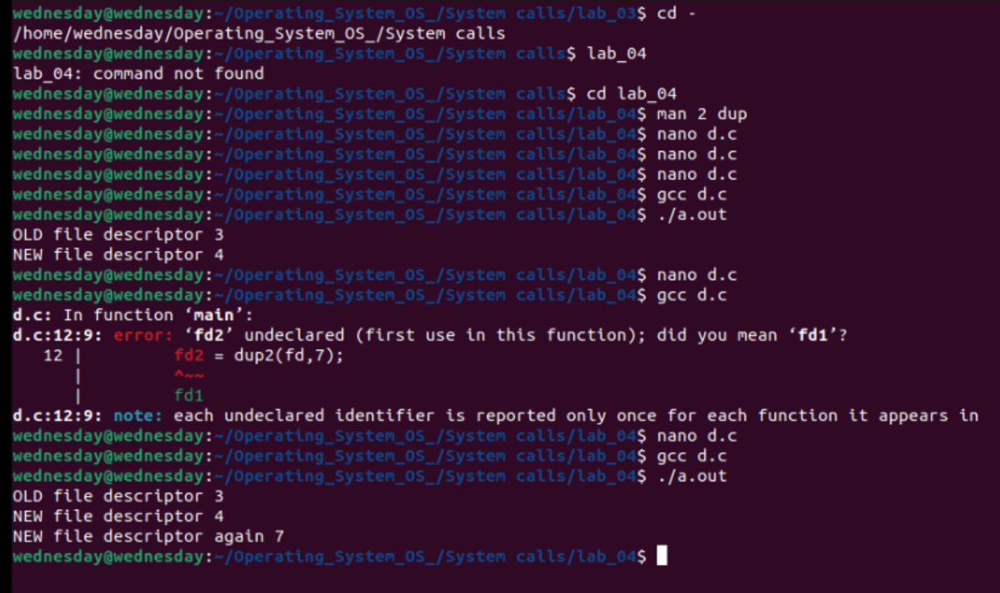 wednesday@wednesday:~/Operating_System_OS_/System calls/lab_03$ cd -
/home/wednesday/Operating_System_OS_/System calls
wednesday@wednesday:~/Operating_System_OS_/System calls$ lab_04
lab_04: command not found
wednesday@wednesday:~/Operating_System_OS_/System calls$ cd lab_04
wednesday@wednesday:~/Operating_System_OS_/System calls/lab_04$ man 2 dup
wednesday@wednesday:~/Operating_System_OS_/System calls/lab_04$ nano d.c
wednesday@wednesday:~/Operating_System_OS_/System calls/lab_04$ nano d.c
wednesday@wednesday:~/Operating_System_OS_/System calls/lab_04$ nano d.c
wednesday@wednesday:~/Operating_System_OS_/System calls/lab_04$ gcc d.c
wednesday@wednesday:~/Operating_System_OS_/System calls/lab_04$ ./a.out
OLD file descriptor 3
NEW file descriptor 4
wednesday@wednesday:~/Operating_System_OS_/System calls/lab_04$ nano d.c
wednesday@wednesday:~/Operating_System_OS_/System calls/lab_04$ gcc d.c
d.c: In function ‘main’:
d.c:12:9: error: ‘fd2’ undeclared (first use in this function); did you mean ‘fd1’?
   12 |         fd2 = dup2(fd,7);
      |         ^~~
      |         fd1
d.c:12:9: note: each undeclared identifier is reported only once for each function it appears in
wednesday@wednesday:~/Operating_System_OS_/System calls/lab_04$ nano d.c
wednesday@wednesday:~/Operating_System_OS_/System calls/lab_04$ gcc d.c
wednesday@wednesday:~/Operating_System_OS_/System calls/lab_04$ ./a.out
OLD file descriptor 3
NEW file descriptor 4
NEW file descriptor again 7
wednesday@wednesday:~/Operating_System_OS_/System calls/lab_04$